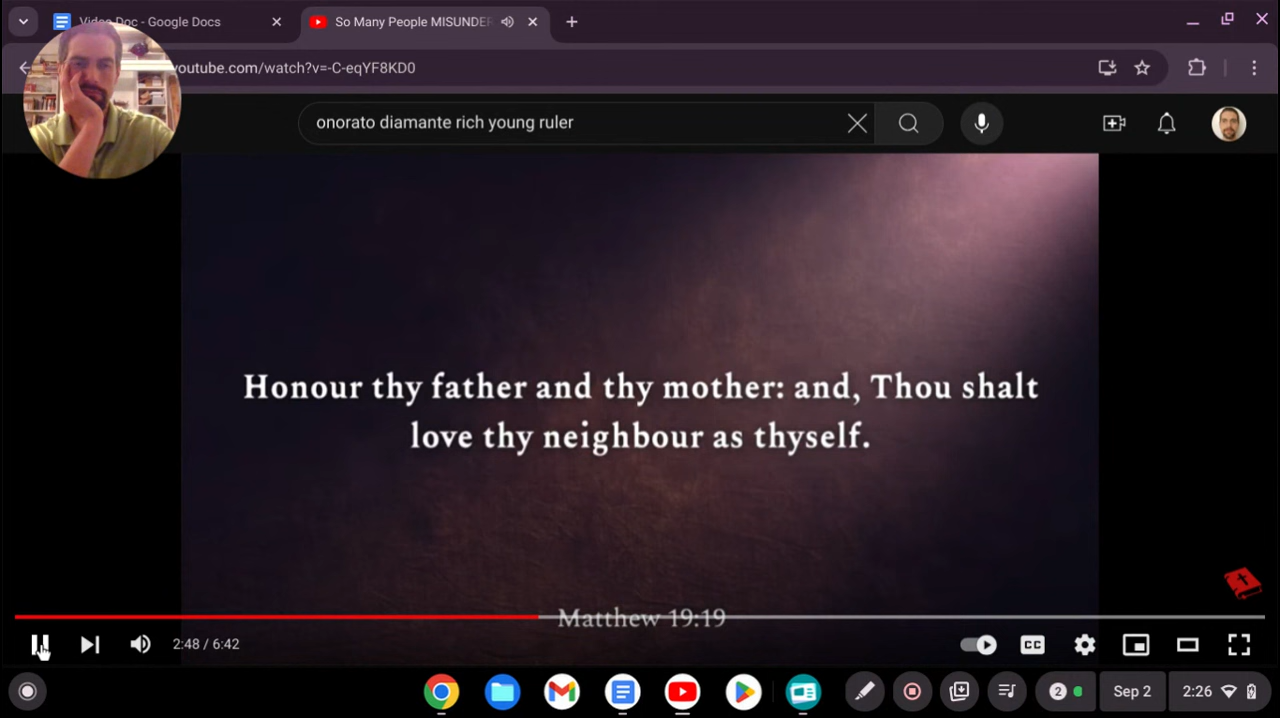 Video Doc - Google Docs
So Many People MISUNDER
youtube.com/watch?v=-C-eqYF8KD0
onorato diamante rich young ruler
Honour thy father and thy mother: and, Thou shalt
love thy neighbour as thyself.
Matthew 19:19
2:48 / 6:42
CC
2
Sep 2
2:26